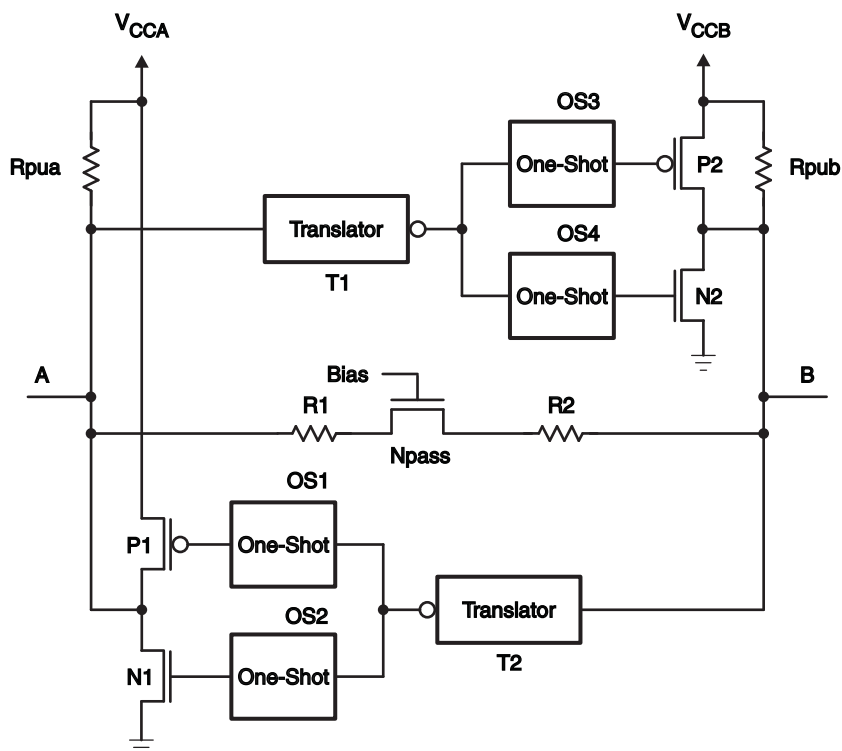 VCCA
VCCB
OS3
Rpua
One-Shot
P2
Rpub
Translator
OS4
T1
One-Shot
N2
A
Bias
B
R1
R2
Npass
OS1
P1
One-Shot
OS2
Translator
N1
One-Shot
T2